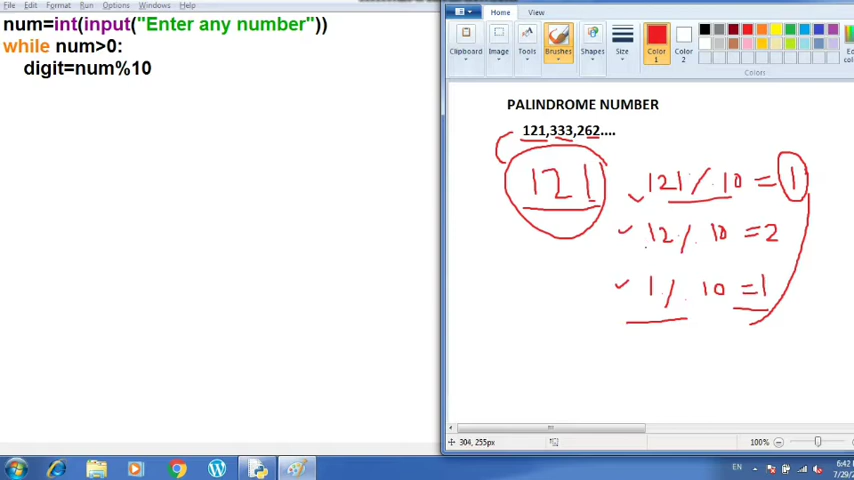 File Edit Format Run Options Windows Help
num=int(input("Enter any number"))
while num>0:
digit=num%10
Home View
Clipboard Image Tools Brushes Shapes Size Color 1 Color 2
Colors
PALINDROME NUMBER
121,333,262....
121
121 / 10 = 1
12 / 10 = 2
1 / 10 = 1
304, 255px 100%
EN 6:42